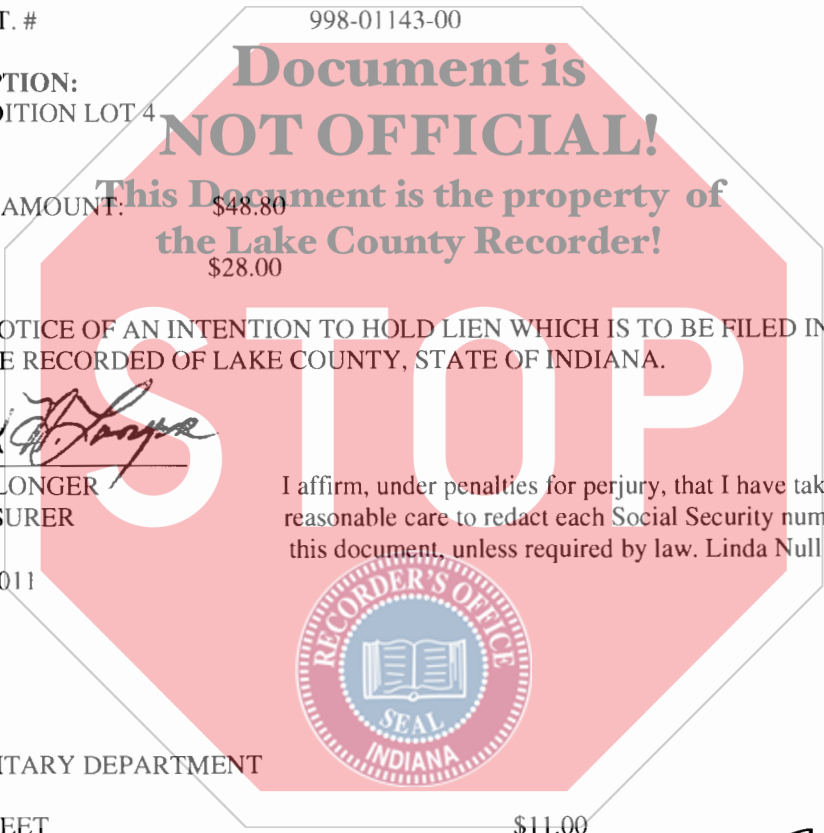 T. # 998-01143-00
Document is
PTION:
DITION LOT 4
NOT OFFICIAL!
This Document is the property of
AMOUNT: $48.80
the Lake County Recorder!
$28.00
OTICE OF AN INTENTION TO HOLD LIEN WHICH IS TO BE FILED IN
E RECORDED OF LAKE COUNTY, STATE OF INDIANA.
STOP
LONGER
SURER
I affirm, under penalties for perjury, that I have tak
reasonable care to redact each Social Security num
this document, unless required by law. Linda Null
011
RECORDER'S OFFICE
SEAL
INDIANA
ITARY DEPARTMENT
EET $11.00